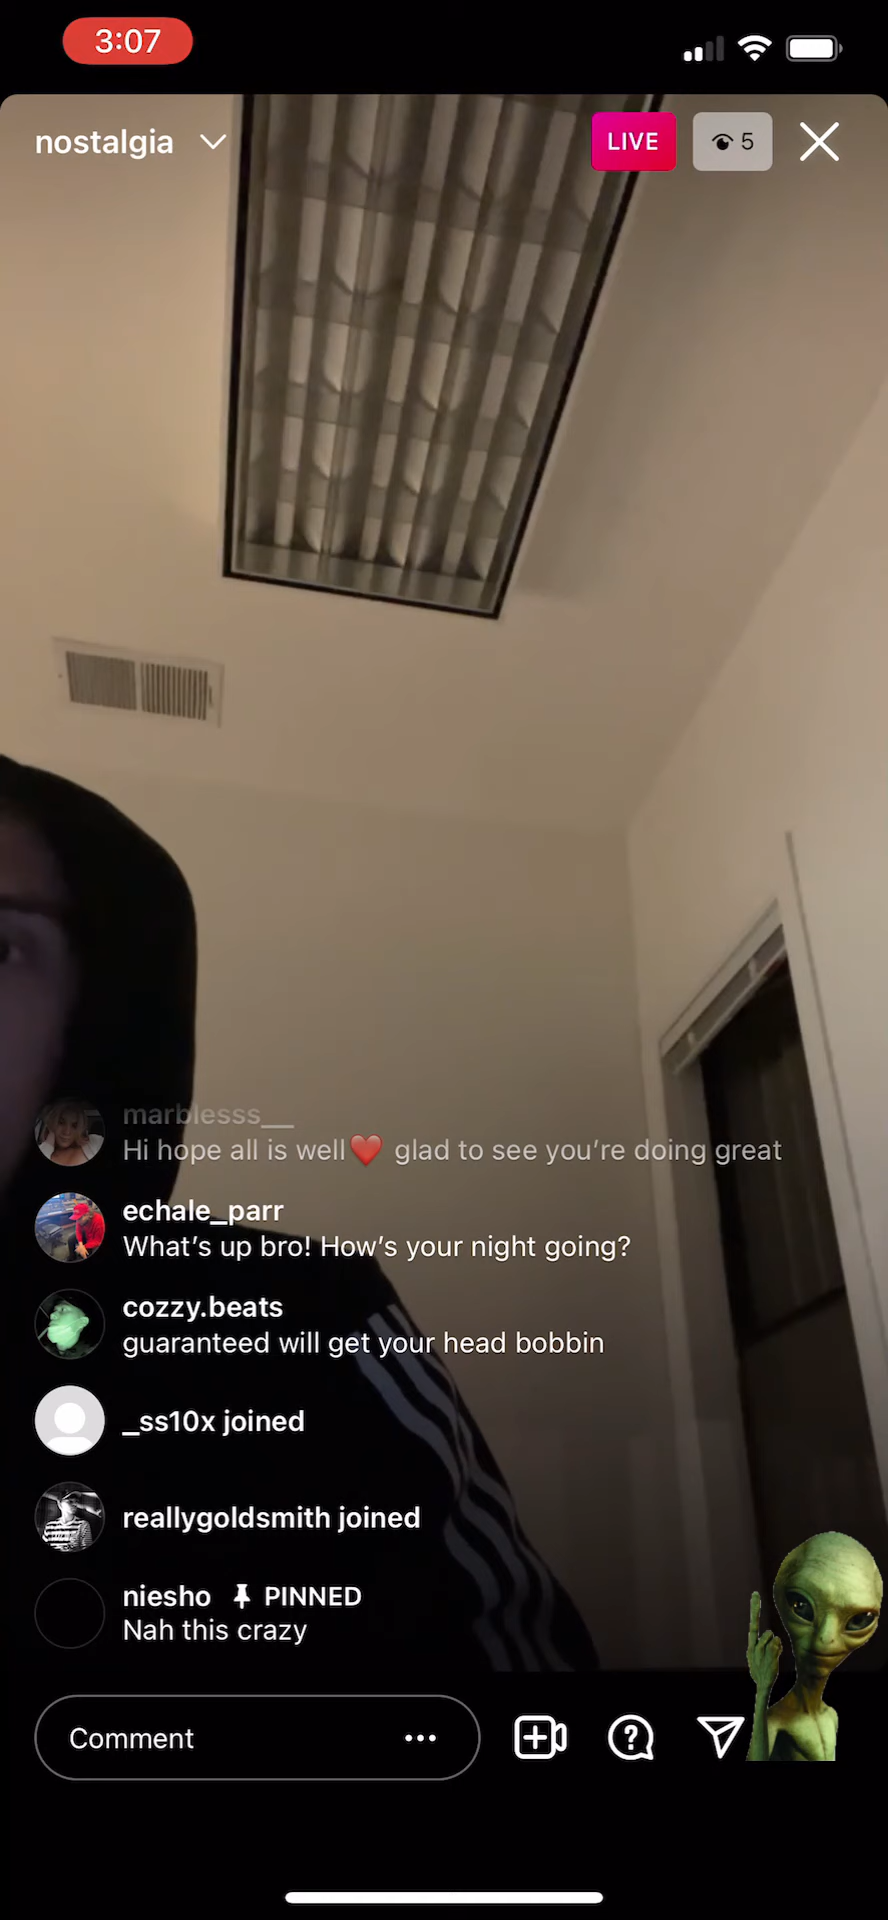 3:07
nostalgia
LIVE
5
marblesss__
Hi hope all is well❤️ glad to see you’re doing great
echale_parr
What’s up bro! How’s your night going?
cozzy.beats
guaranteed will get your head bobbin
_ss10x joined
reallygoldsmith joined
niesho PINNED
Nah this crazy
Comment